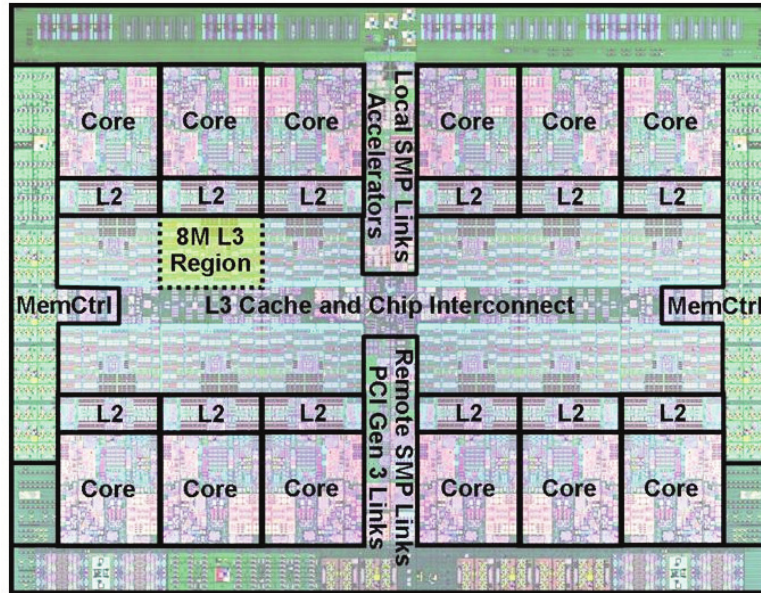 Core Core Core Core Core Core
Local SMP Links
Accelerators
L2 L2 L2 L2 L2 L2
8M L3
Region
MemCtrl L3 Cache and Chip Interconnect MemCtrl
Remote SMP Links
PCI Gen 3 Links
L2 L2 L2 L2 L2 L2
Core Core Core Core Core Core